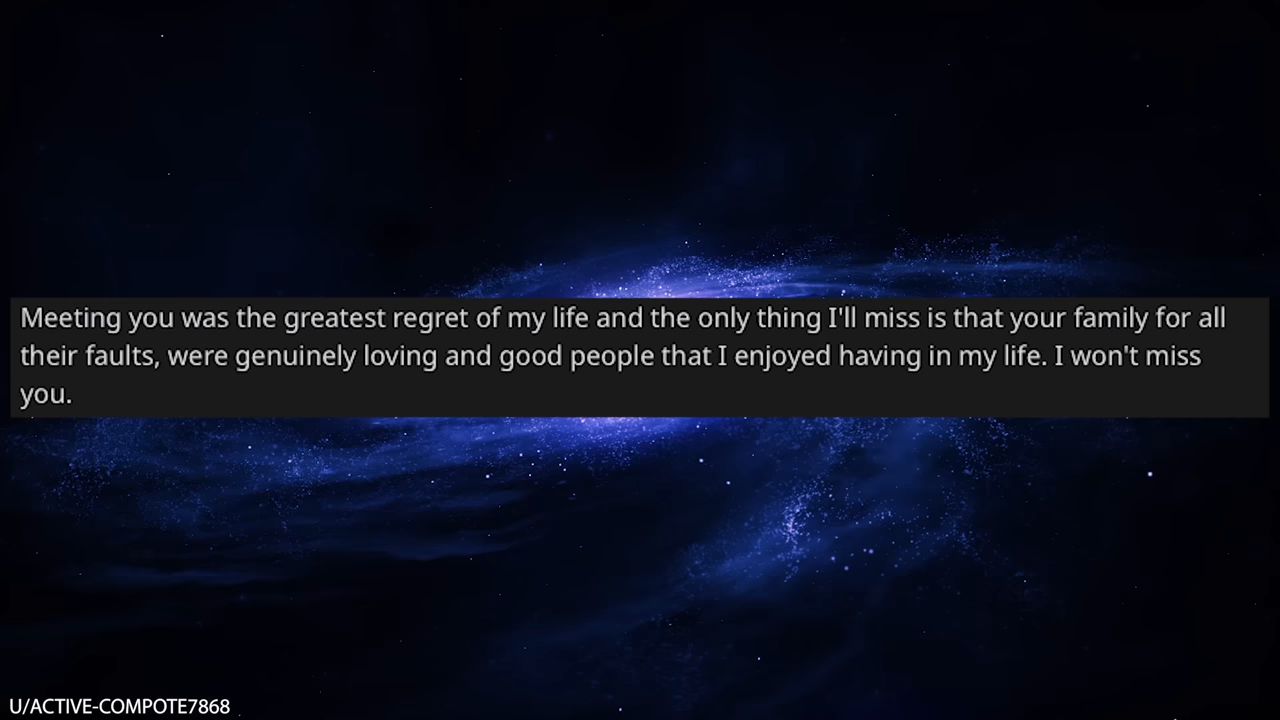 Meeting you was the greatest regret of my life and the only thing I'll miss is that your family for all
their faults, were genuinely loving and good people that I enjoyed having in my life. I won't miss
you.
U/ACTIVE-COMPOTE7868